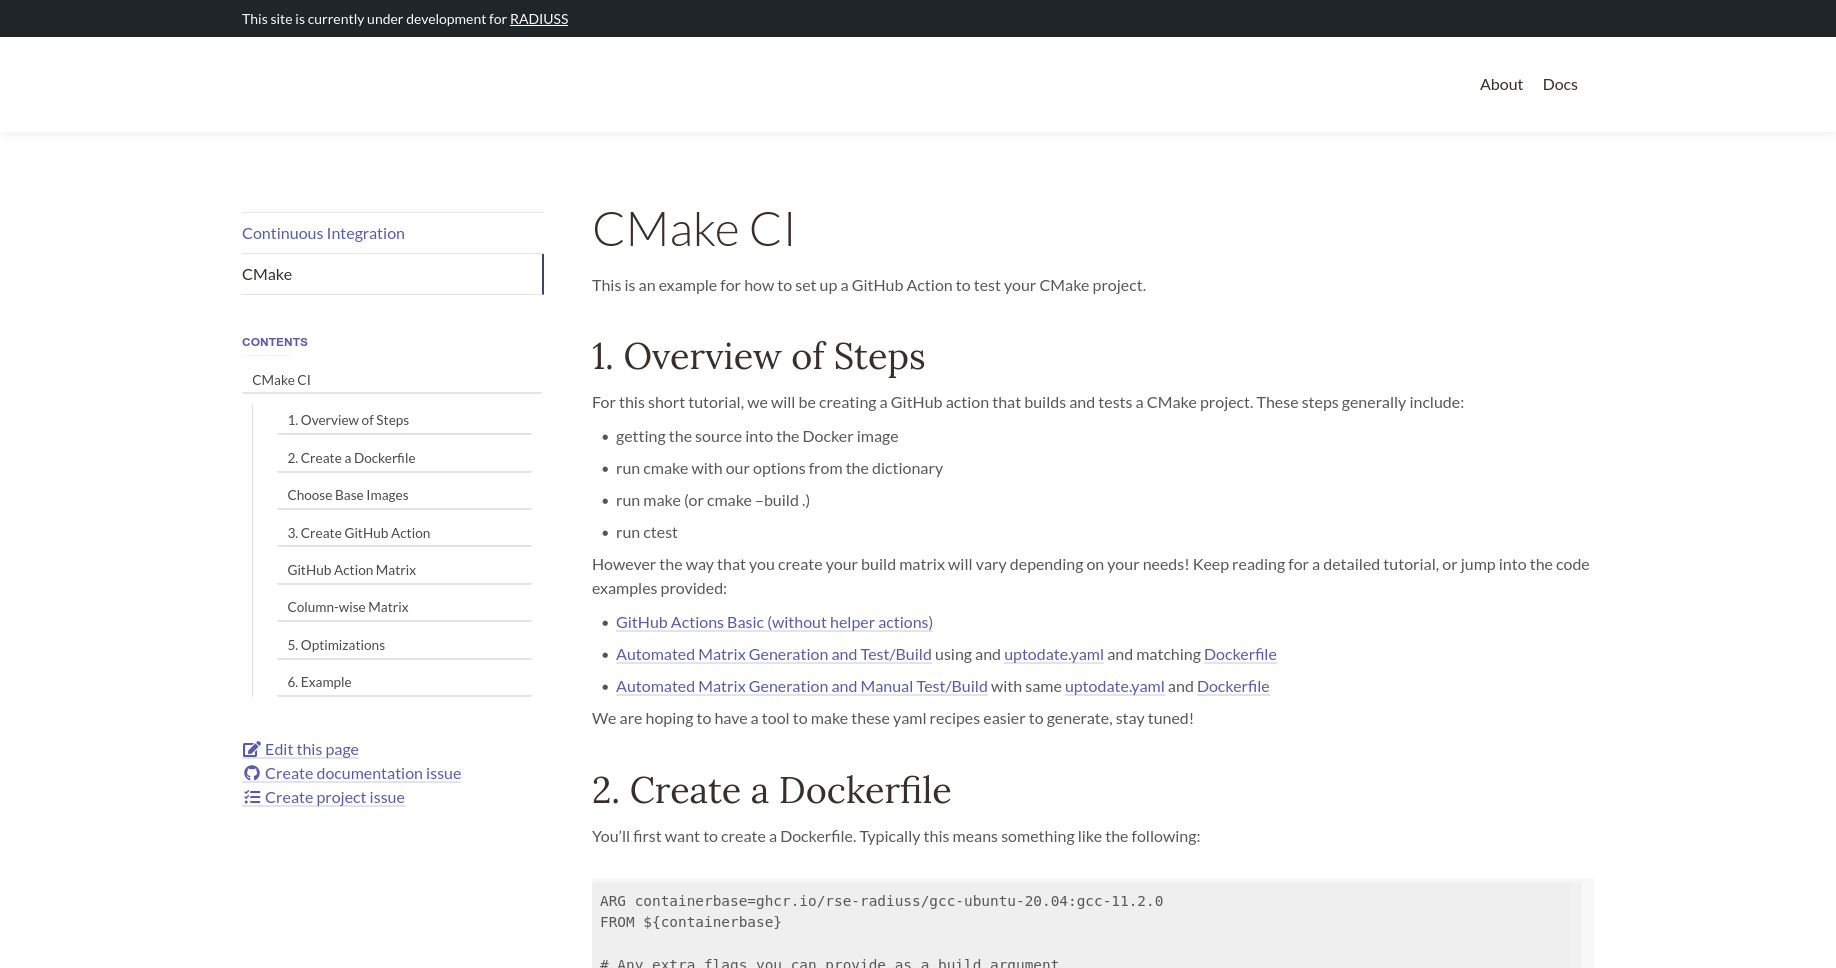 This site is currently under development for RADIUSS
About Docs
Continuous Integration
CMake
CONTENTS
CMake CI
1. Overview of Steps
2. Create a Dockerfile
Choose Base Images
3. Create GitHub Action
GitHub Action Matrix
Column-wise Matrix
5. Optimizations
6. Example
Edit this page
Create documentation issue
Create project issue
CMake CI
This is an example for how to set up a GitHub Action to test your CMake project.
1. Overview of Steps
For this short tutorial, we will be creating a GitHub action that builds and tests a CMake project. These steps generally include:
• getting the source into the Docker image
• run cmake with our options from the dictionary
• run make (or cmake –build .)
• run ctest
However the way that you create your build matrix will vary depending on your needs! Keep reading for a detailed tutorial, or jump into the code
examples provided:
• GitHub Actions Basic (without helper actions)
• Automated Matrix Generation and Test/Build using and uptodate.yaml and matching Dockerfile
• Automated Matrix Generation and Manual Test/Build with same uptodate.yaml and Dockerfile
We are hoping to have a tool to make these yaml recipes easier to generate, stay tuned!
2. Create a Dockerfile
You’ll first want to create a Dockerfile. Typically this means something like the following:
ARG containerbase=ghcr.io/rse-radiuss/gcc-ubuntu-20.04:gcc-11.2.0
FROM ${containerbase}
# Any extra flags you can provide as a build argument